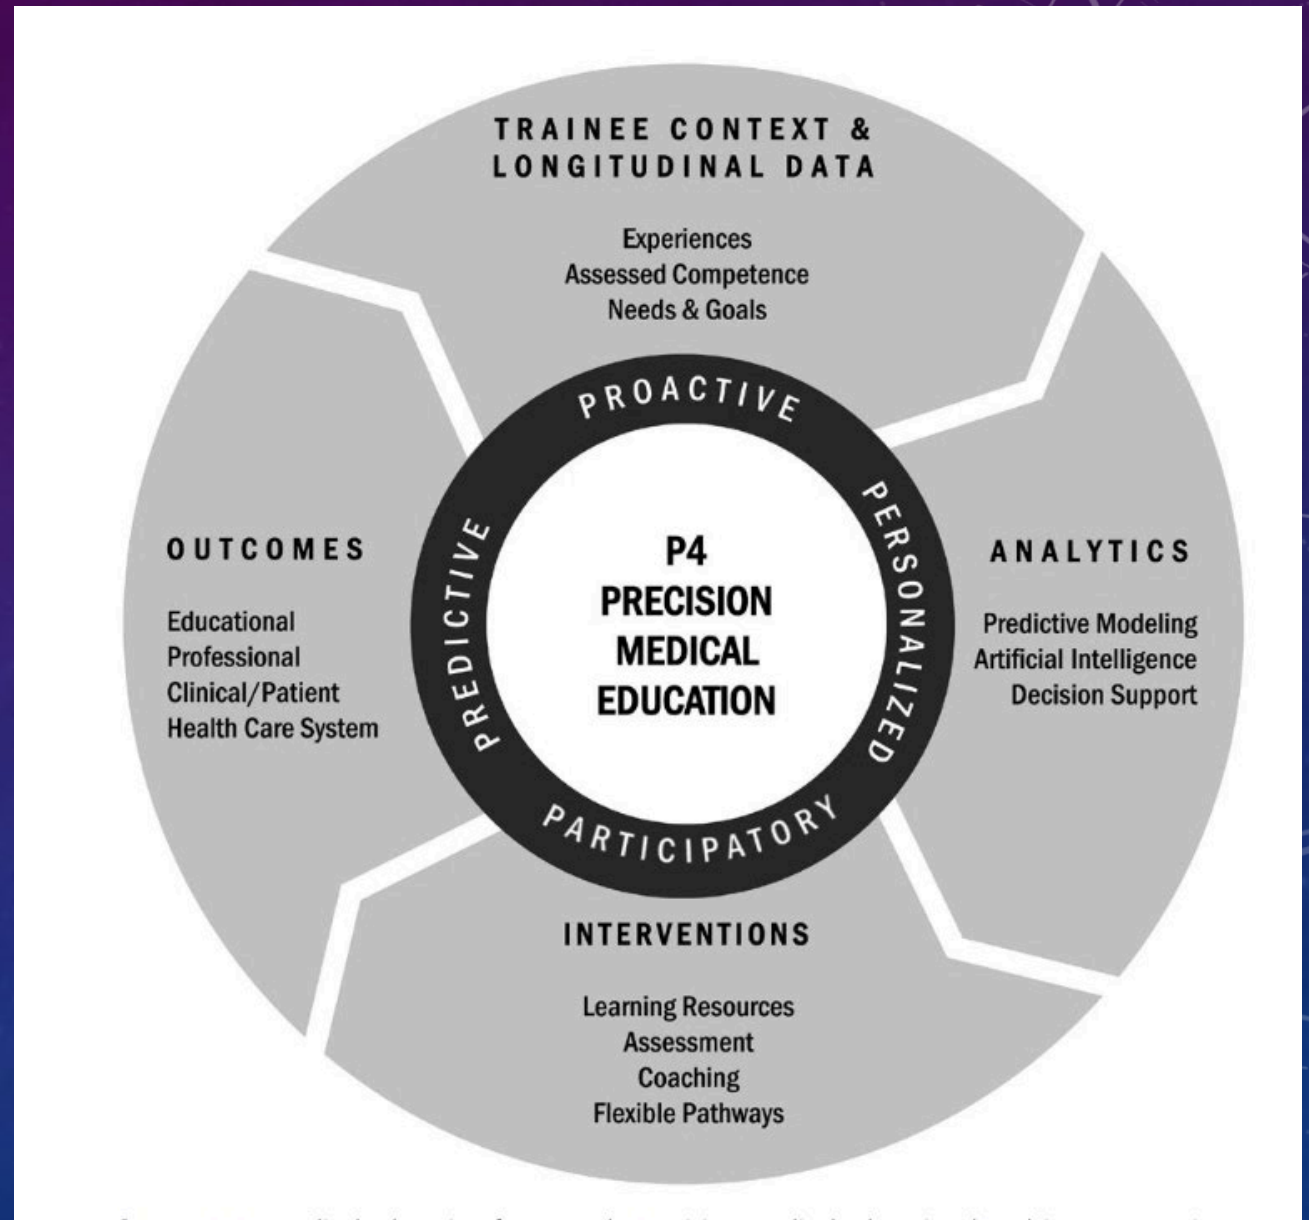 TRAINEE CONTEXT &
LONGITUDINAL DATA
Experiences
Assessed Competence
Needs & Goals
PROACTIVE
PERSONALIZED
PARTICIPATORY
PREDICTIVE
P4
PRECISION
MEDICAL
EDUCATION
ANALYTICS
Predictive Modeling
Artificial Intelligence
Decision Support
INTERVENTIONS
Learning Resources
Assessment
Coaching
Flexible Pathways
OUTCOMES
Educational
Professional
Clinical/Patient
Health Care System